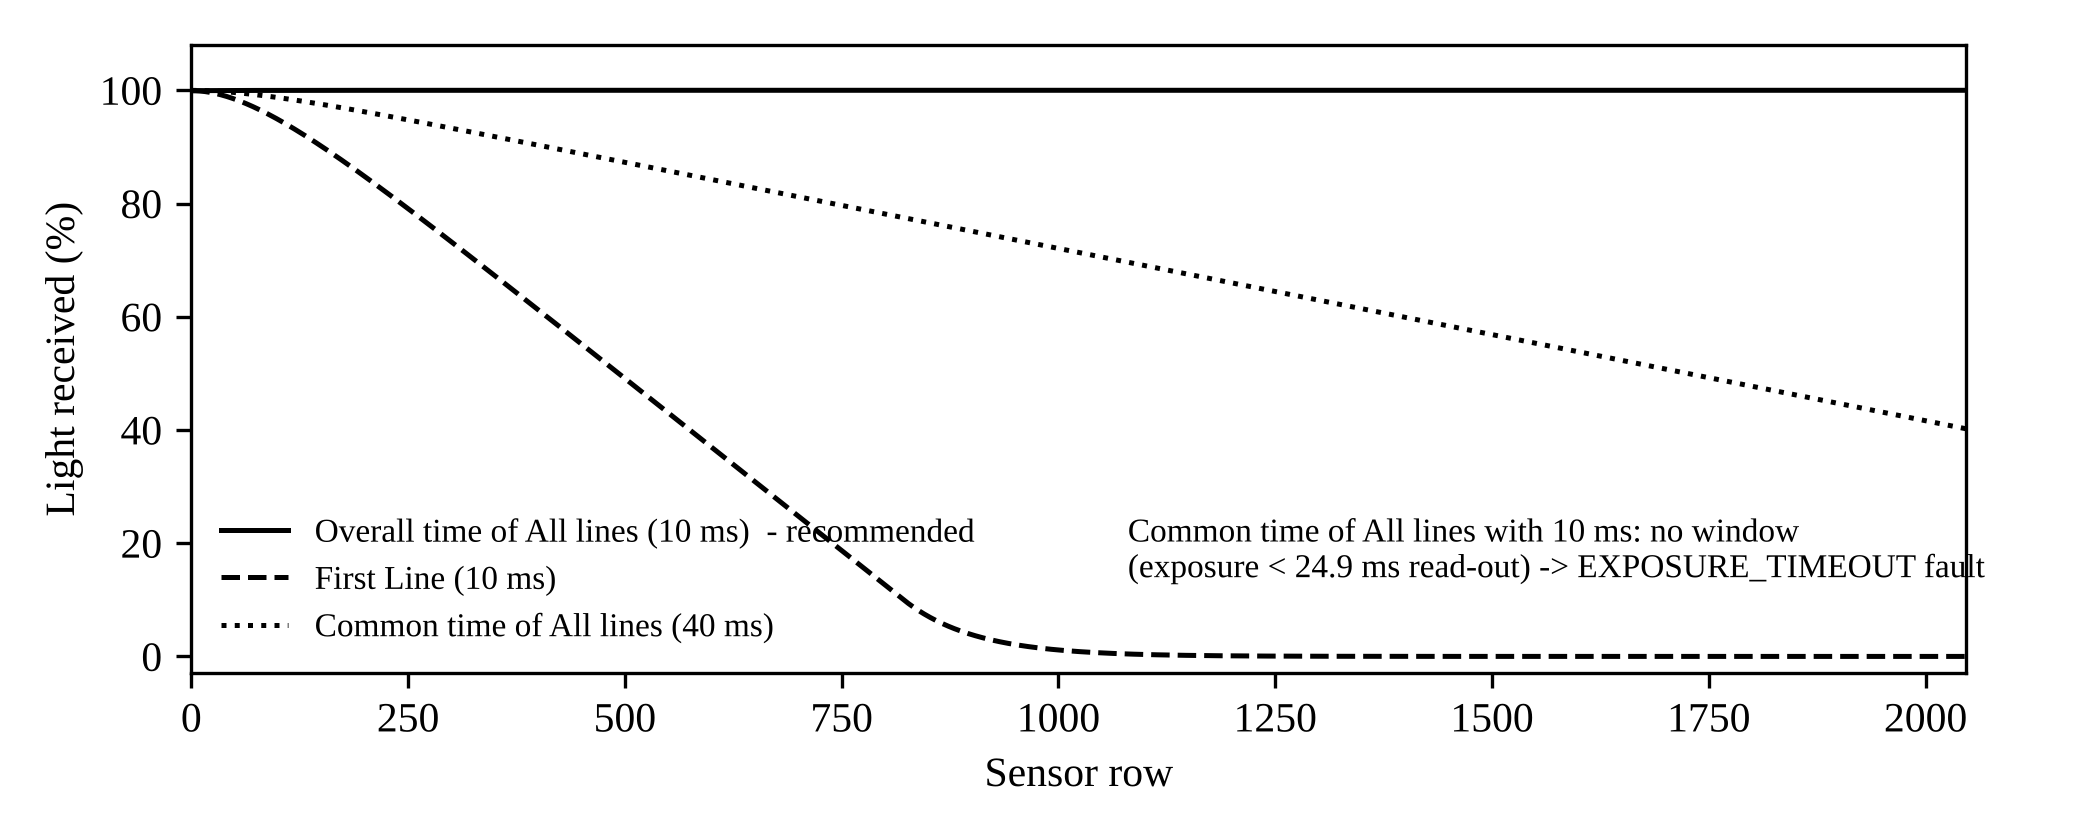 100
80
60
40
20
0
Light received (%)
Overall time of All lines (10 ms)  - recommended
First Line (10 ms)
Common time of All lines (40 ms)
Common time of All lines with 10 ms: no window
(exposure < 24.9 ms read-out) -> EXPOSURE_TIMEOUT fault
0 250 500 750 1000 1250 1500 1750 2000
Sensor row